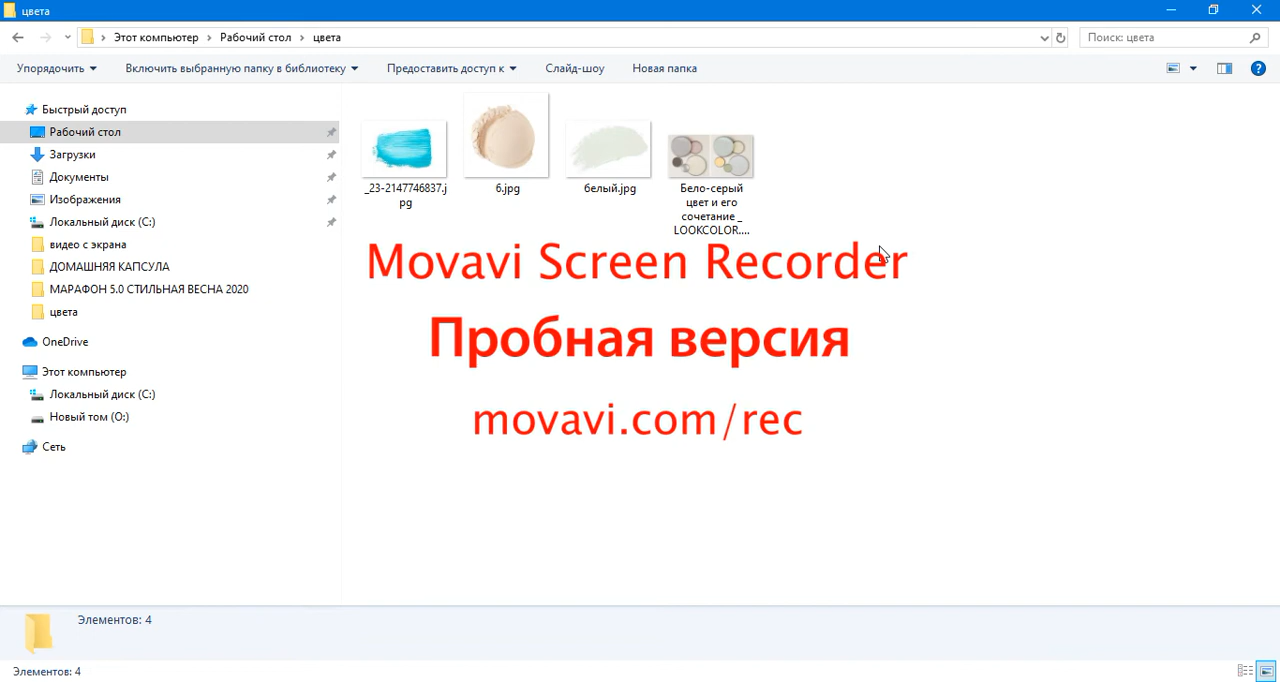 цвета
Этот компьютер
Рабочий стол
цвета
Поиск: цвета
Упорядочить
Включить выбранную папку в библиотеку
Предоставить доступ к
Слайд-шоу
Новая папка
?
Быстрый доступ
Рабочий стол
Загрузки
Документы
Изображения
Локальный диск (C:)
видео с экрана
ДОМАШНЯЯ КАПСУЛА
МАРАФОН 5.0 СТИЛЬНАЯ ВЕСНА 2020
цвета
OneDrive
Этот компьютер
Локальный диск (C:)
Новый том (O:)
Сеть
_23-2147746837.j
pg
6.jpg
белый.jpg
Бело-серый
цвет и его
сочетание _
LOOKCOLOR....
Movavi Screen Recorder
Пробная версия
movavi.com/rec
Элементов: 4
Элементов: 4